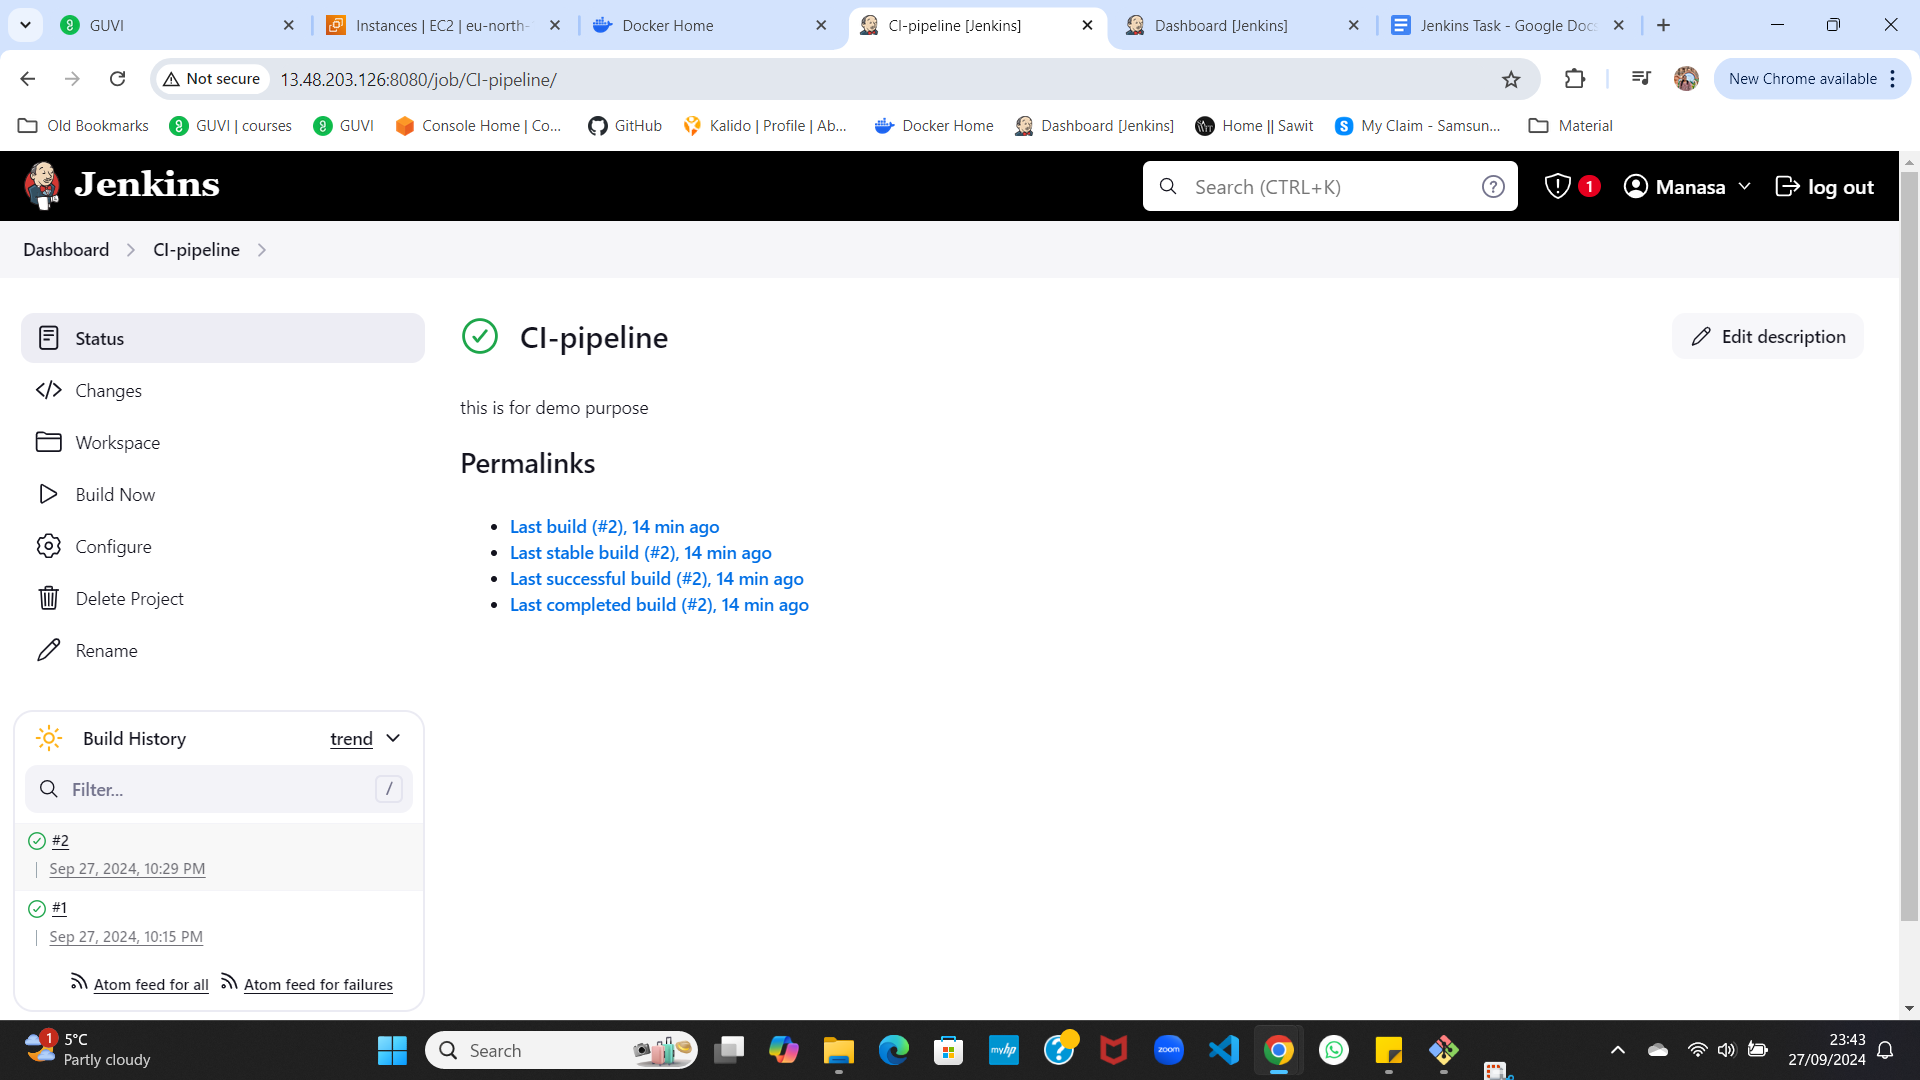 GUVI
Instances | EC2 | eu-north-
Docker Home
CI-pipeline [Jenkins]
Dashboard [Jenkins]
Jenkins Task - Google Docs
Not secure
13.48.203.126:8080/job/CI-pipeline/
New Chrome available
Old Bookmarks
GUVI | courses
GUVI
Console Home | Co...
GitHub
Kalido | Profile | Ab...
Docker Home
Dashboard [Jenkins]
Home || Sawit
My Claim - Samsun...
Material
Jenkins
Search (CTRL+K)
?
1
Manasa
log out
Dashboard
CI-pipeline
Status
Changes
Workspace
Build Now
Configure
Delete Project
Rename
CI-pipeline
Edit description
this is for demo purpose
Permalinks
Last build (#2), 14 min ago
Last stable build (#2), 14 min ago
Last successful build (#2), 14 min ago
Last completed build (#2), 14 min ago
Build History
trend
Filter...
/
#2
Sep 27, 2024, 10:29 PM
#1
Sep 27, 2024, 10:15 PM
Atom feed for all
Atom feed for failures
1
5°C
Partly cloudy
Search
myhp
?
zoom
23:43
27/09/2024